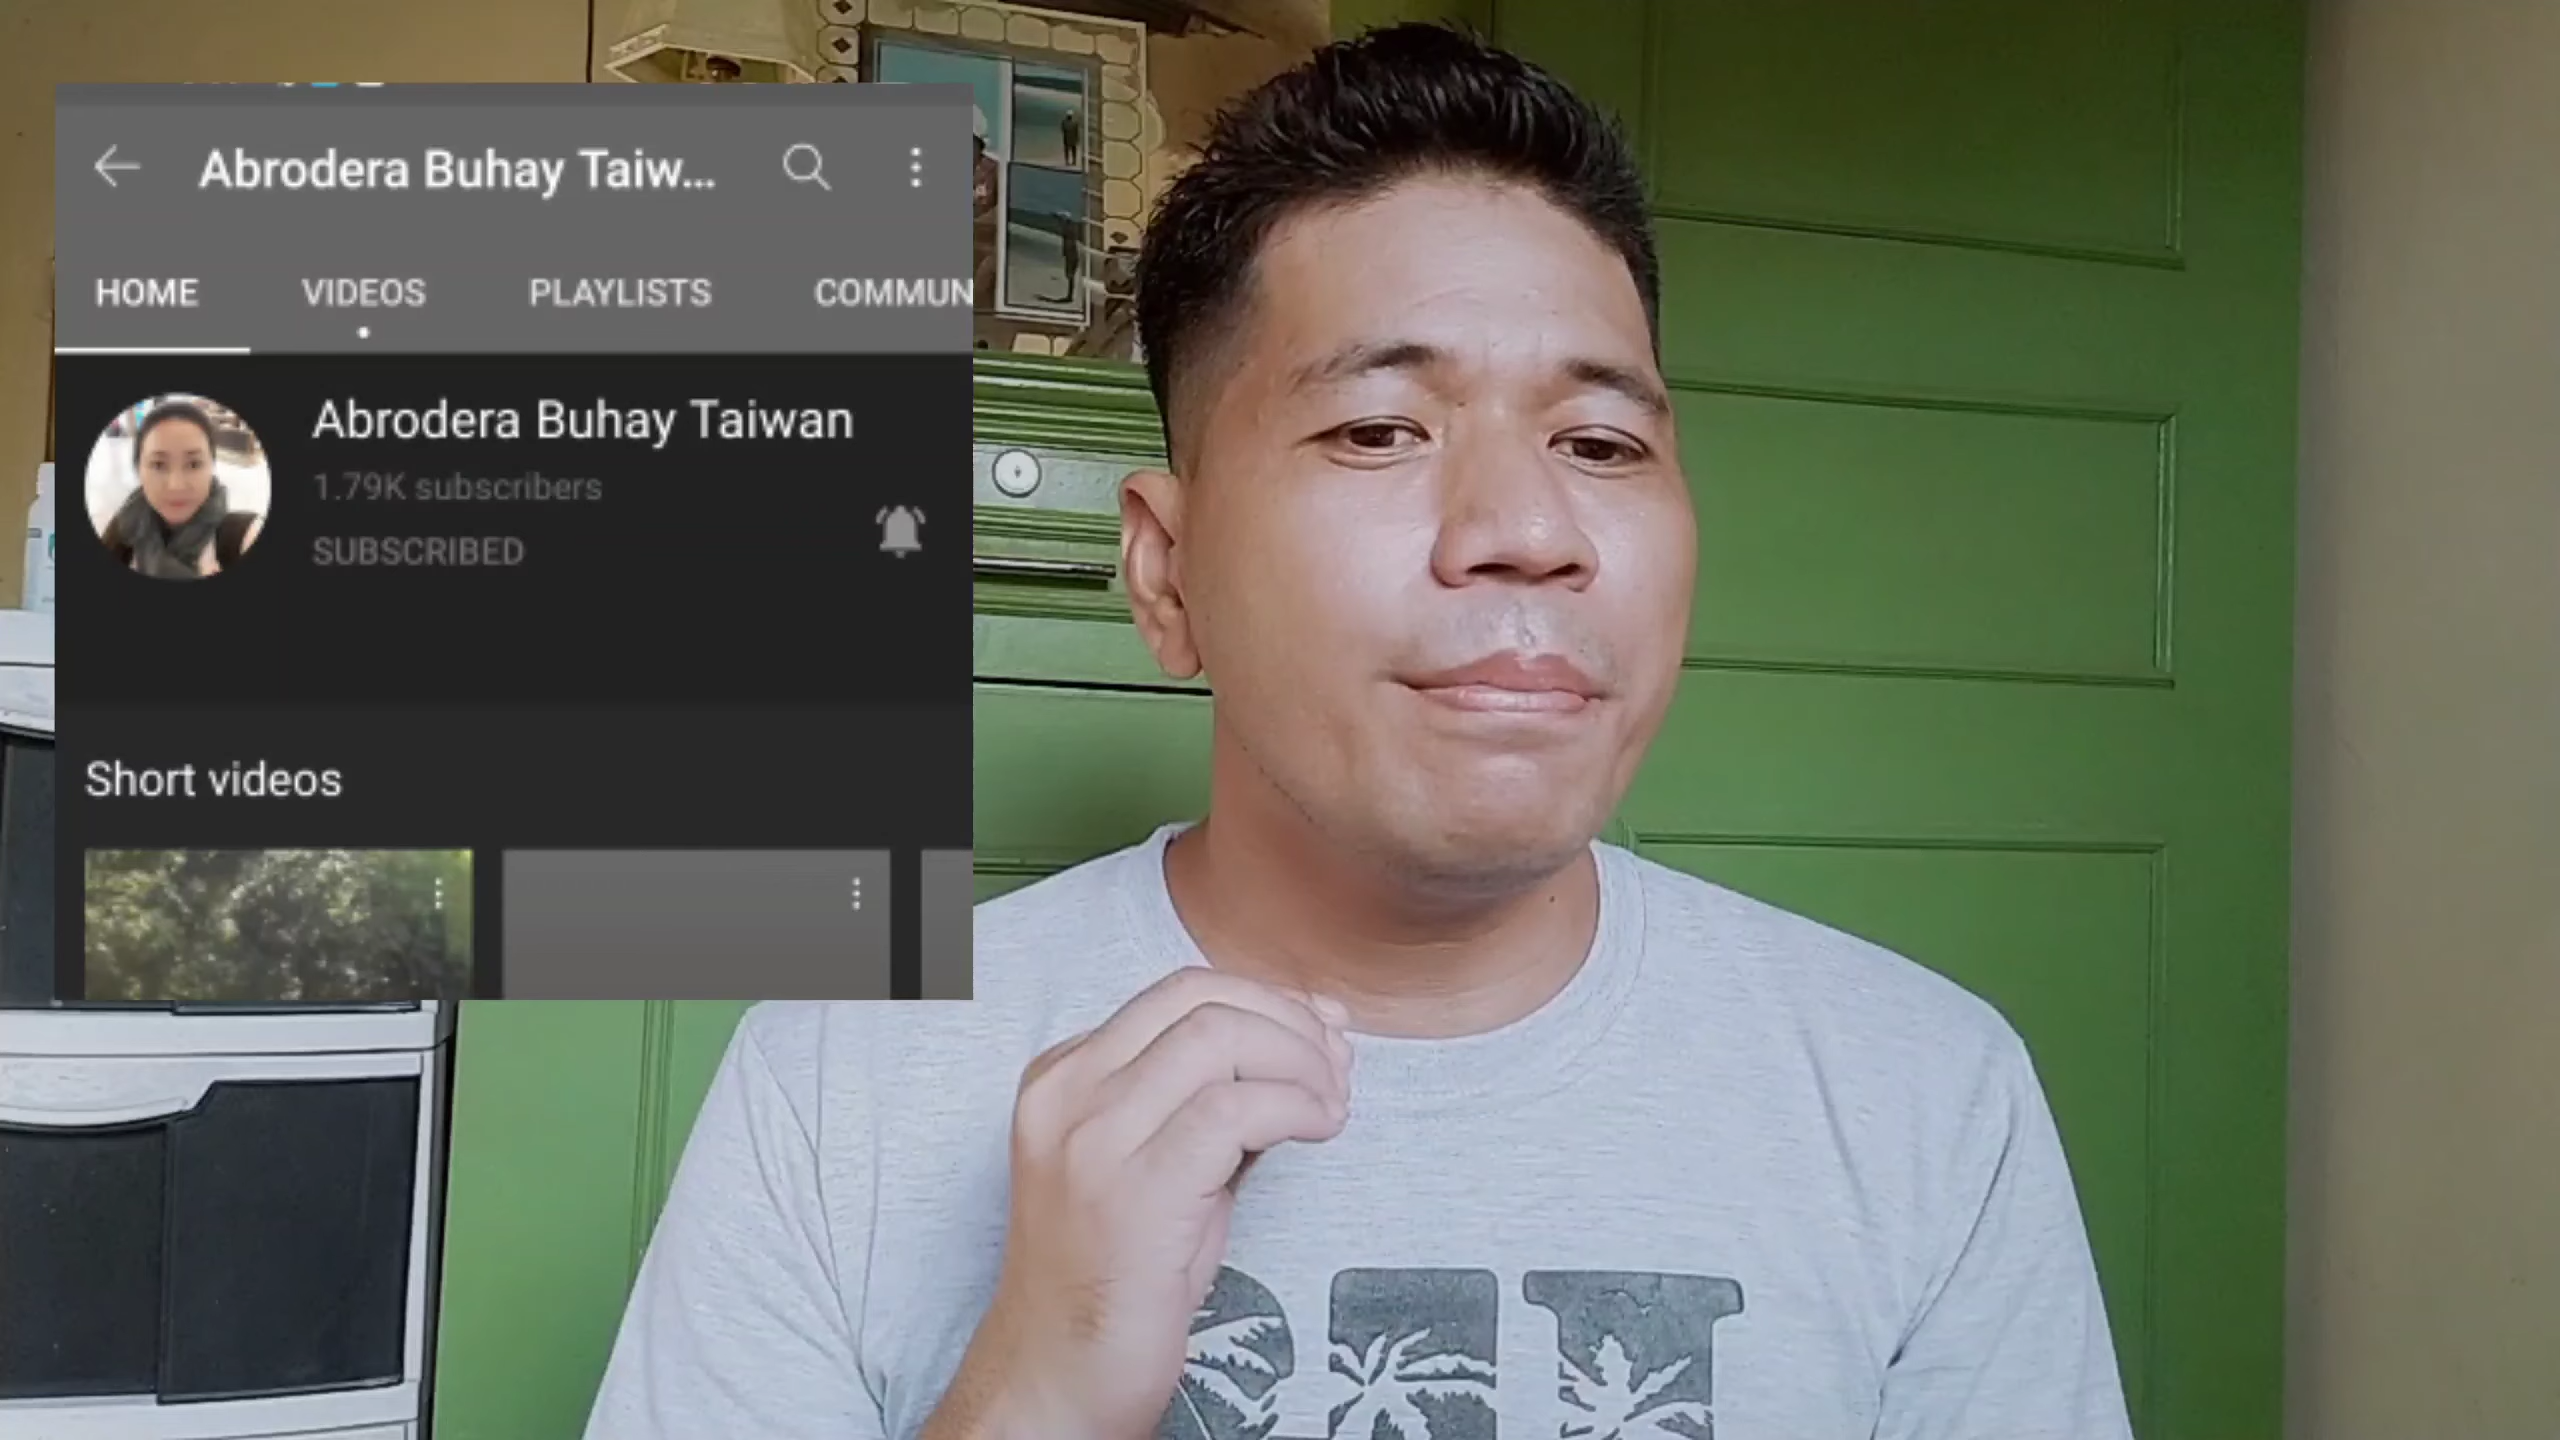 Abrodera Buhay Taiw...
HOME VIDEOS PLAYLISTS COMMUN
Abrodera Buhay Taiwan
1.79K subscribers
SUBSCRIBED
Short videos